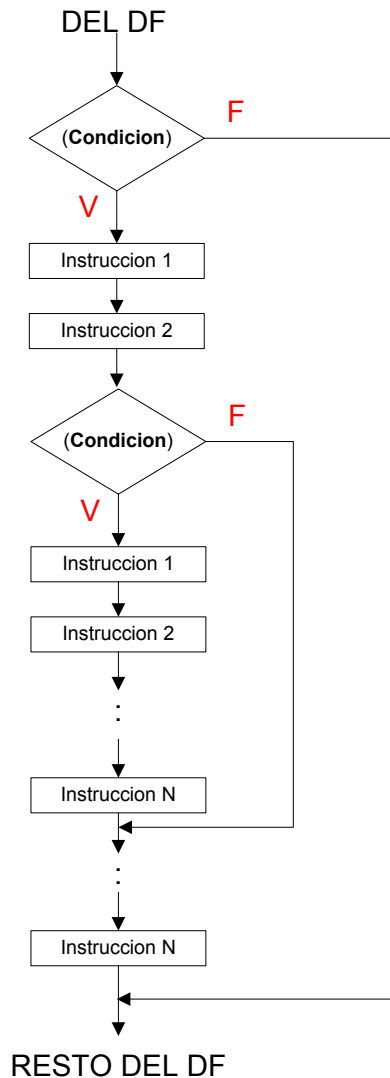 DEL DF
(Condicion)
F
V
Instruccion 1
Instruccion 2
(Condicion)
F
V
Instruccion 1
Instruccion 2
:
Instruccion N
:
Instruccion N
RESTO DEL DF